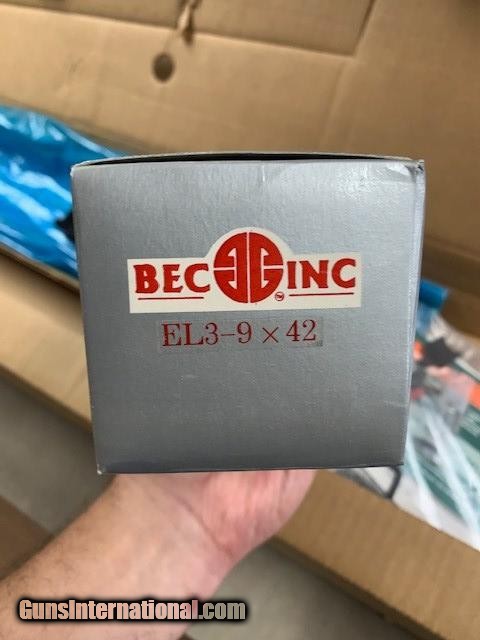 BEC INC
EL3-9 × 42
GunsInternational.com